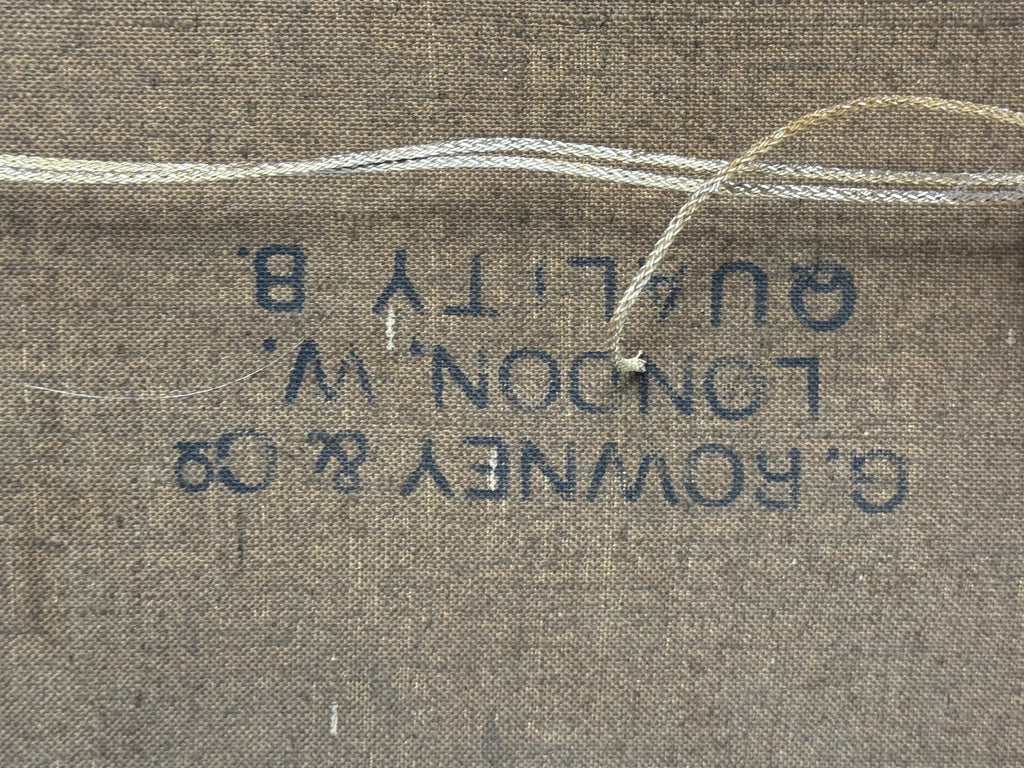 G. ROWNEY & Co
LONDON. W.
QUALITY B.